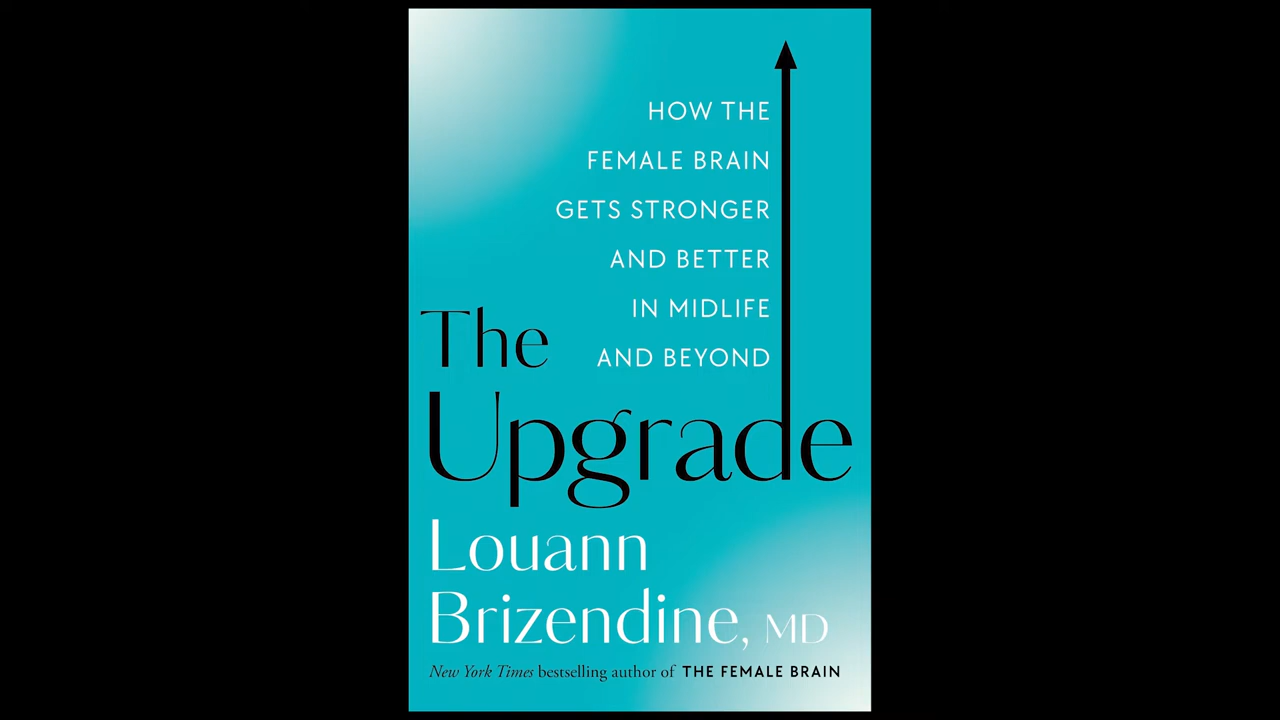 HOW THE
FEMALE BRAIN
GETS STRONGER
AND BETTER
IN MIDLIFE
AND BEYOND
The
Upgrade
Louann
Brizendine, MD
New York Times bestselling author of THE FEMALE BRAIN